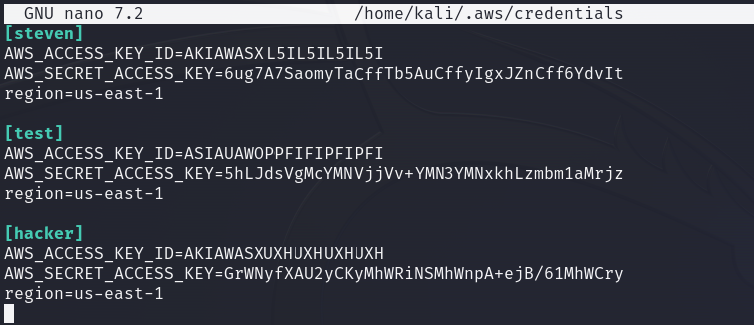 GNU nano 7.2 /home/kali/.aws/credentials
[steven]
AWS_ACCESS_KEY_ID=AKIAWASXL5IL5IL5IL5I
AWS_SECRET_ACCESS_KEY=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
region=us-east-1
[test]
AWS_ACCESS_KEY_ID=ASIAUAWOPPFIFIPFIPFI
AWS_SECRET_ACCESS_KEY=5hLJdsVgMcYMNVjjVv+YMN3YMNxkhLzmbm1aMrjz
region=us-east-1
[hacker]
AWS_ACCESS_KEY_ID=AKIAWASXUXHUXHUXHUXH
AWS_SECRET_ACCESS_KEY=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
region=us-east-1